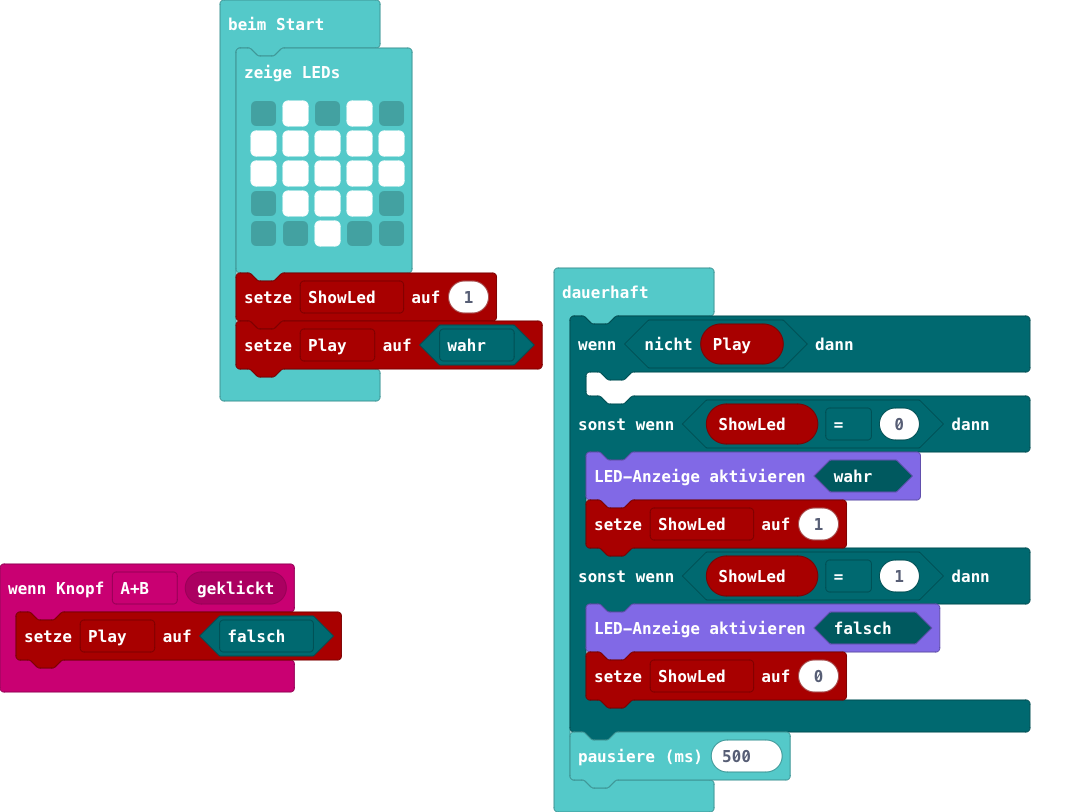 beim Start
zeige LEDs
setze ShowLed auf 1
setze Play auf wahr
dauerhaft
wenn nicht Play dann
sonst wenn ShowLed = 0 dann
LED-Anzeige aktivieren wahr
setze ShowLed auf 1
sonst wenn ShowLed = 1 dann
LED-Anzeige aktivieren falsch
setze ShowLed auf 0
pausiere (ms) 500
wenn Knopf A+B geklickt
setze Play auf falsch